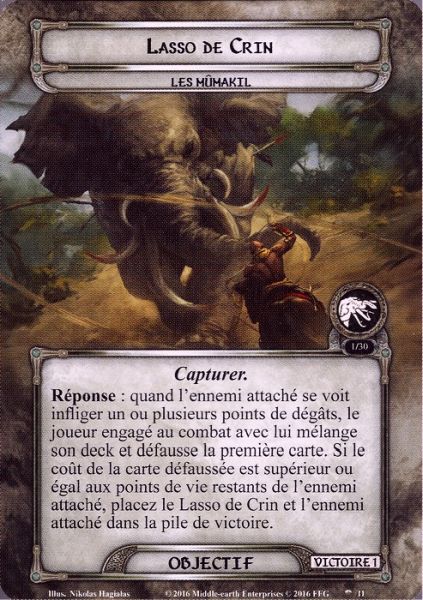 LASSO DE CRIN
LES MÛMAKIL
1/30
Capturer.
Réponse : quand l'ennemi attaché se voit
infliger un ou plusieurs points de dégâts, le
joueur engagé au combat avec lui mélange
son deck et défausse la première carte. Si le
coût de la carte défaussée est supérieur ou
égal aux points de vie restants de l'ennemi
attaché, placez le Lasso de Crin et l'ennemi
attaché dans la pile de victoire.
OBJECTIF
VICTOIRE 1
Illus. Nikolas Hagialas © 2016 Middle-earth Enterprises © 2016 FFG 11